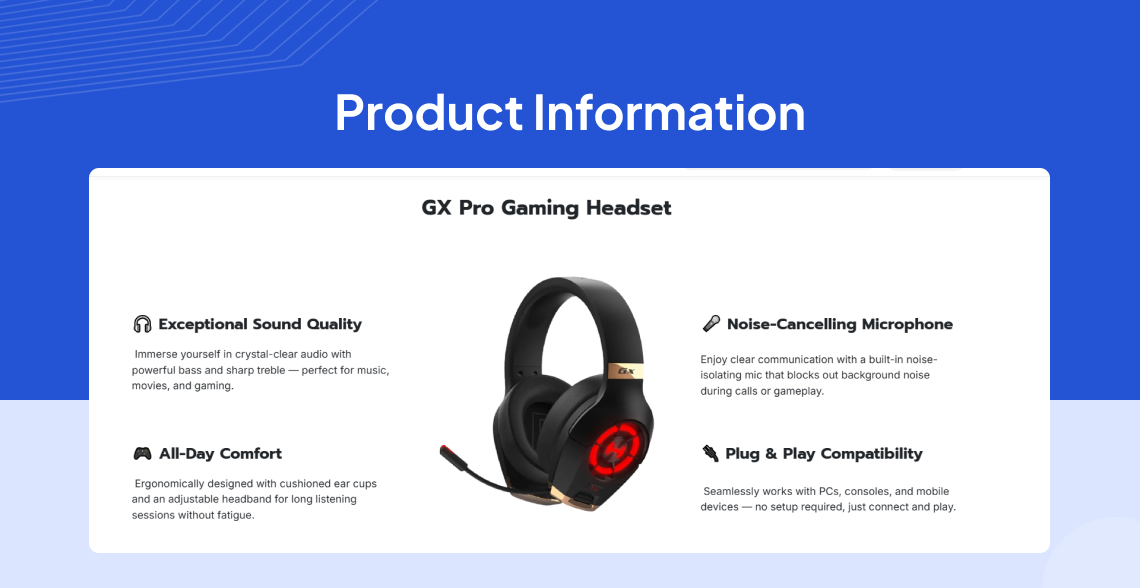 Product Information
GX Pro Gaming Headset
Exceptional Sound Quality
Immerse yourself in crystal-clear audio with
powerful bass and sharp treble — perfect for music,
movies, and gaming.
All-Day Comfort
Ergonomically designed with cushioned ear cups
and an adjustable headband for long listening
sessions without fatigue.
GX
Noise-Cancelling Microphone
Enjoy clear communication with a built-in noise-
isolating mic that blocks out background noise
during calls or gameplay.
Plug & Play Compatibility
Seamlessly works with PCs, consoles, and mobile
devices — no setup required, just connect and play.